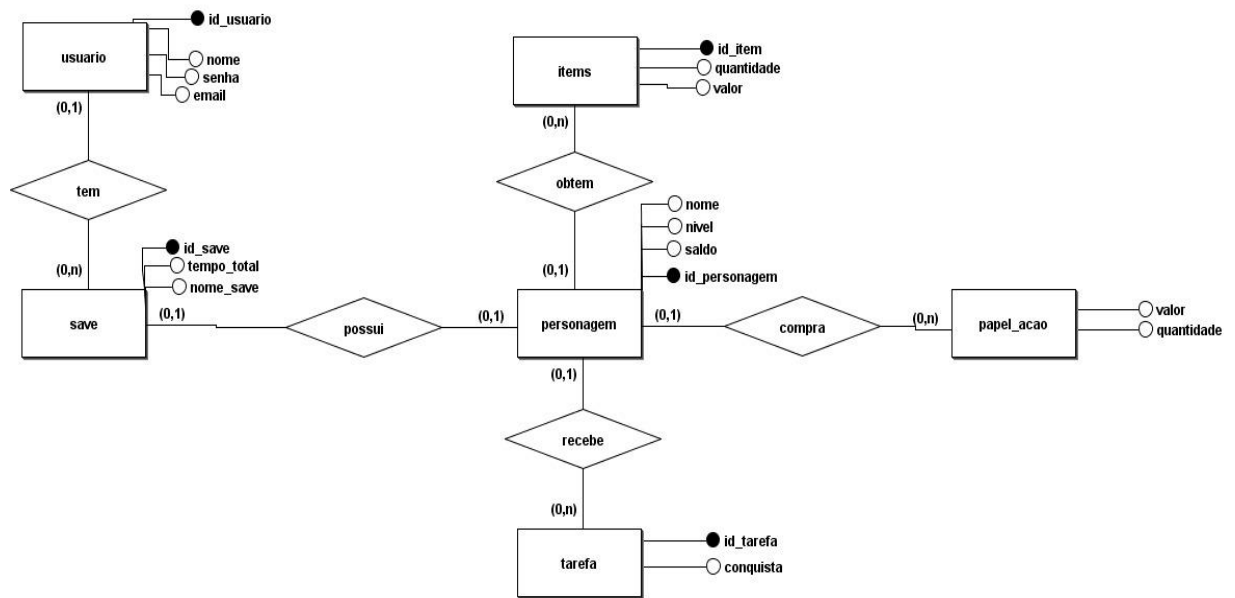 id_usuario
usuario
nome
senha
email
(0,1)
tem
(0,n)
id_save
tempo_total
nome_save
save
(0,1)
possui
(0,1)
id_item
items
quantidade
valor
(0,n)
obtem
nome
nivel
saldo
(0,1)
id_personagem
personagem
(0,1)
compra
(0,n)
papel_acao
valor
quantidade
(0,1)
recebe
(0,n)
id_tarefa
tarefa
conquista